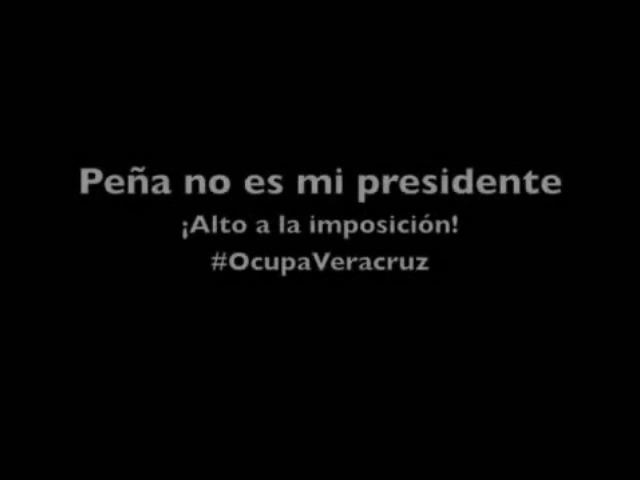 Peña no es mi presidente
¡Alto a la imposición!
#OcupaVeracruz